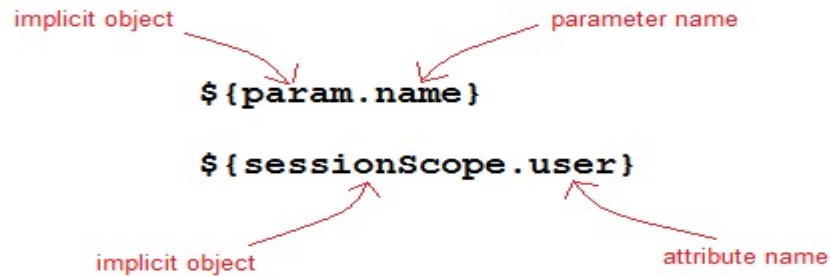 implicit object parameter name
${param.name}
${sessionScope.user}
implicit object attribute name